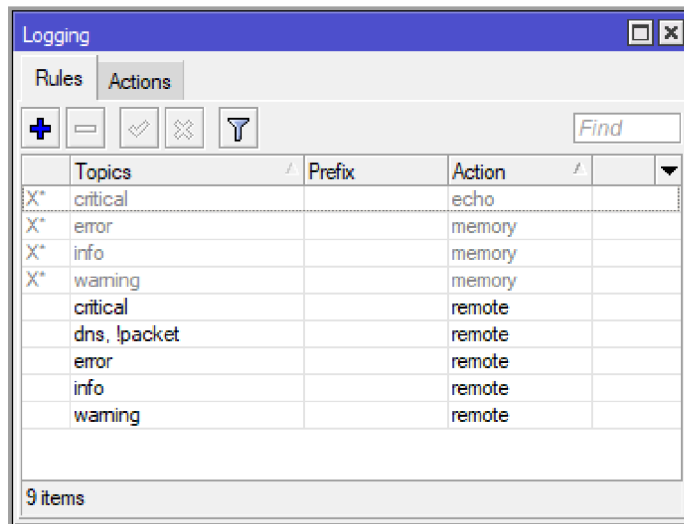 Logging
Rules Actions
Find
Topics Prefix Action
X* critical echo
X* error memory
X* info memory
X* warning memory
critical remote
dns, !packet remote
error remote
info remote
warning remote
9 items